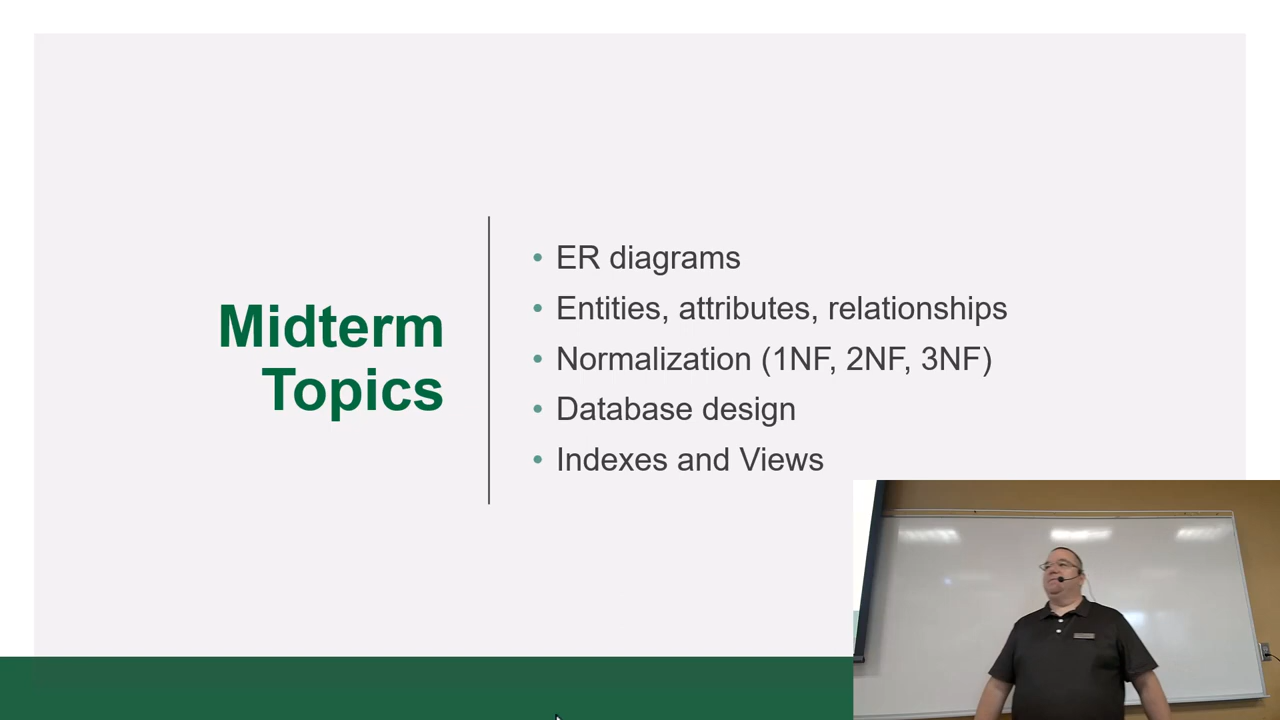 Midterm
Topics
• ER diagrams
• Entities, attributes, relationships
• Normalization (1NF, 2NF, 3NF)
• Database design
• Indexes and Views